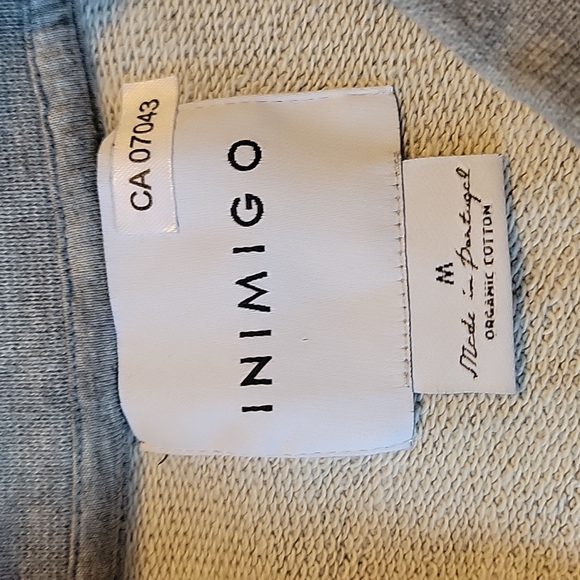 CA 07043
INIMIGO
M
Made in Portugal
ORGANIC COTTON